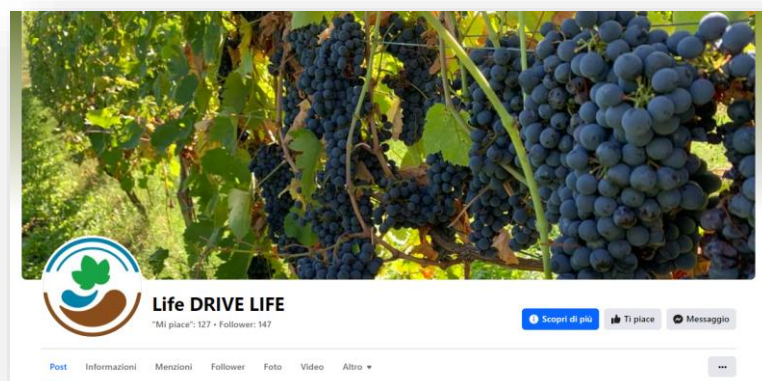 Life DRIVE LIFE
"Mi piace": 127 • Follower: 147
Scopri di più
Ti piace
Messaggio
Post Informazioni Menzioni Follower Foto Video Altro